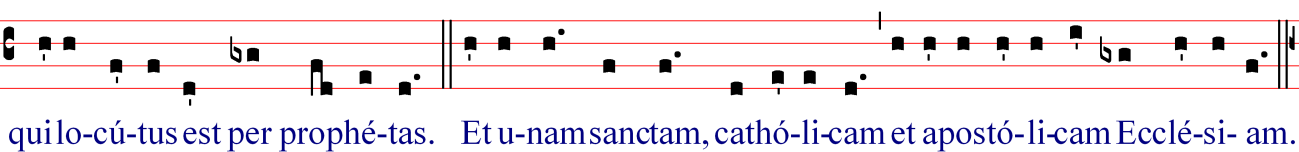 qui lo-cú-tus est per prophé-tas. Et u-nam sanctam, cathó-li-cam et apostó-li-cam Ecclé-si- am.